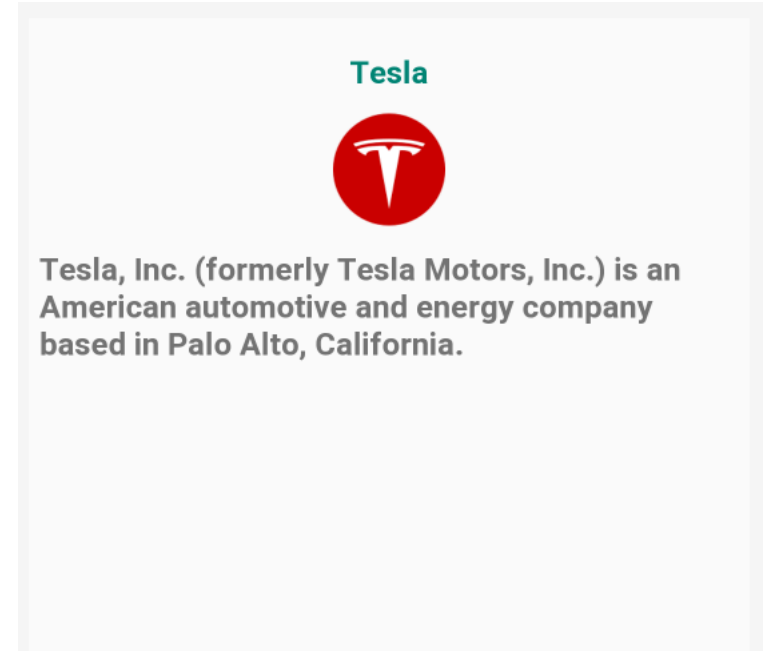 Tesla
Tesla, Inc. (formerly Tesla Motors, Inc.) is an
American automotive and energy company
based in Palo Alto, California.